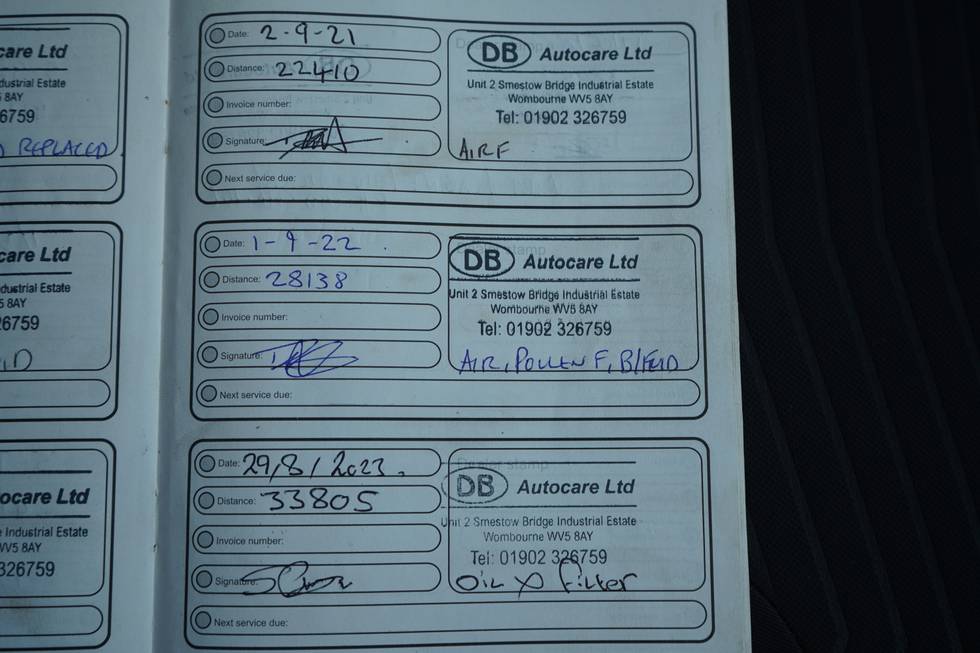 care Ltd
dustrial Estate
8AY
6759
D REPLACED
Date: 2-9-21
Distance: 22410
Invoice number:
Signature:
Next service due:
DB Autocare Ltd
Unit 2 Smestow Bridge Industrial Estate
Wombourne WV5 8AY
Tel: 01902 326759
AIR F
care Ltd
dustrial Estate
5 8AY
26759
Date: 1-9-22
Distance: 28138
Invoice number:
Signature:
Next service due:
DB Autocare Ltd
Unit 2 Smestow Bridge Industrial Estate
Wombourne WV5 8AY
Tel: 01902 326759
AIR, POLLEN F, B/FLUID
ocare Ltd
e Industrial Estate
WV5 8AY
326759
Date: 29/8/2023.
Distance: 33805
Invoice number:
Signature:
Next service due:
Dealer stamp
DB Autocare Ltd
Unit 2 Smestow Bridge Industrial Estate
Wombourne WV5 8AY
Tel: 01902 326759
Oil & Filter